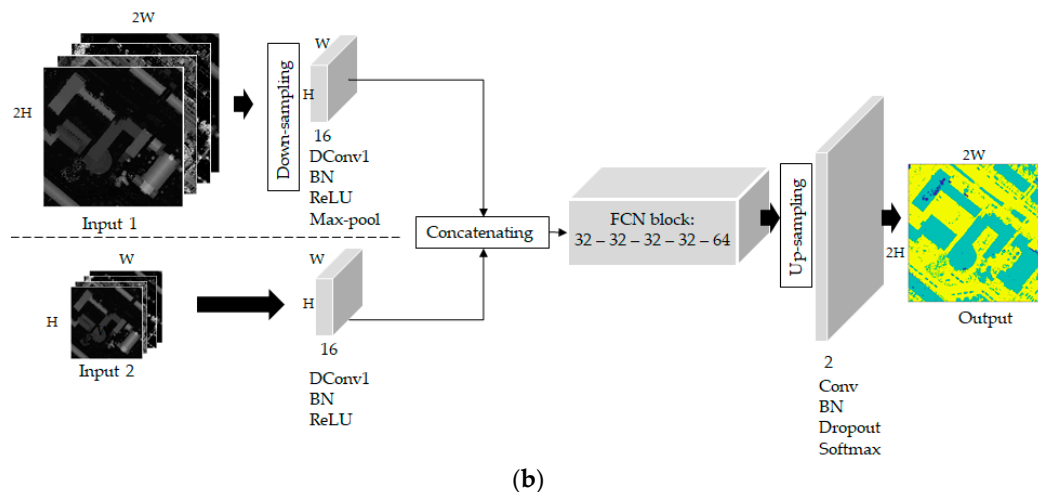 2W
2H
Input 1
Down-sampling
W
H
16
DConv1
BN
ReLU
Max-pool
W
H
Input 2
W
H
16
DConv1
BN
ReLU
Concatenating
FCN block:
32 – 32 – 32 – 32 – 64
Up-sampling
2
Conv
BN
Dropout
Softmax
2W
2H
Output
(b)